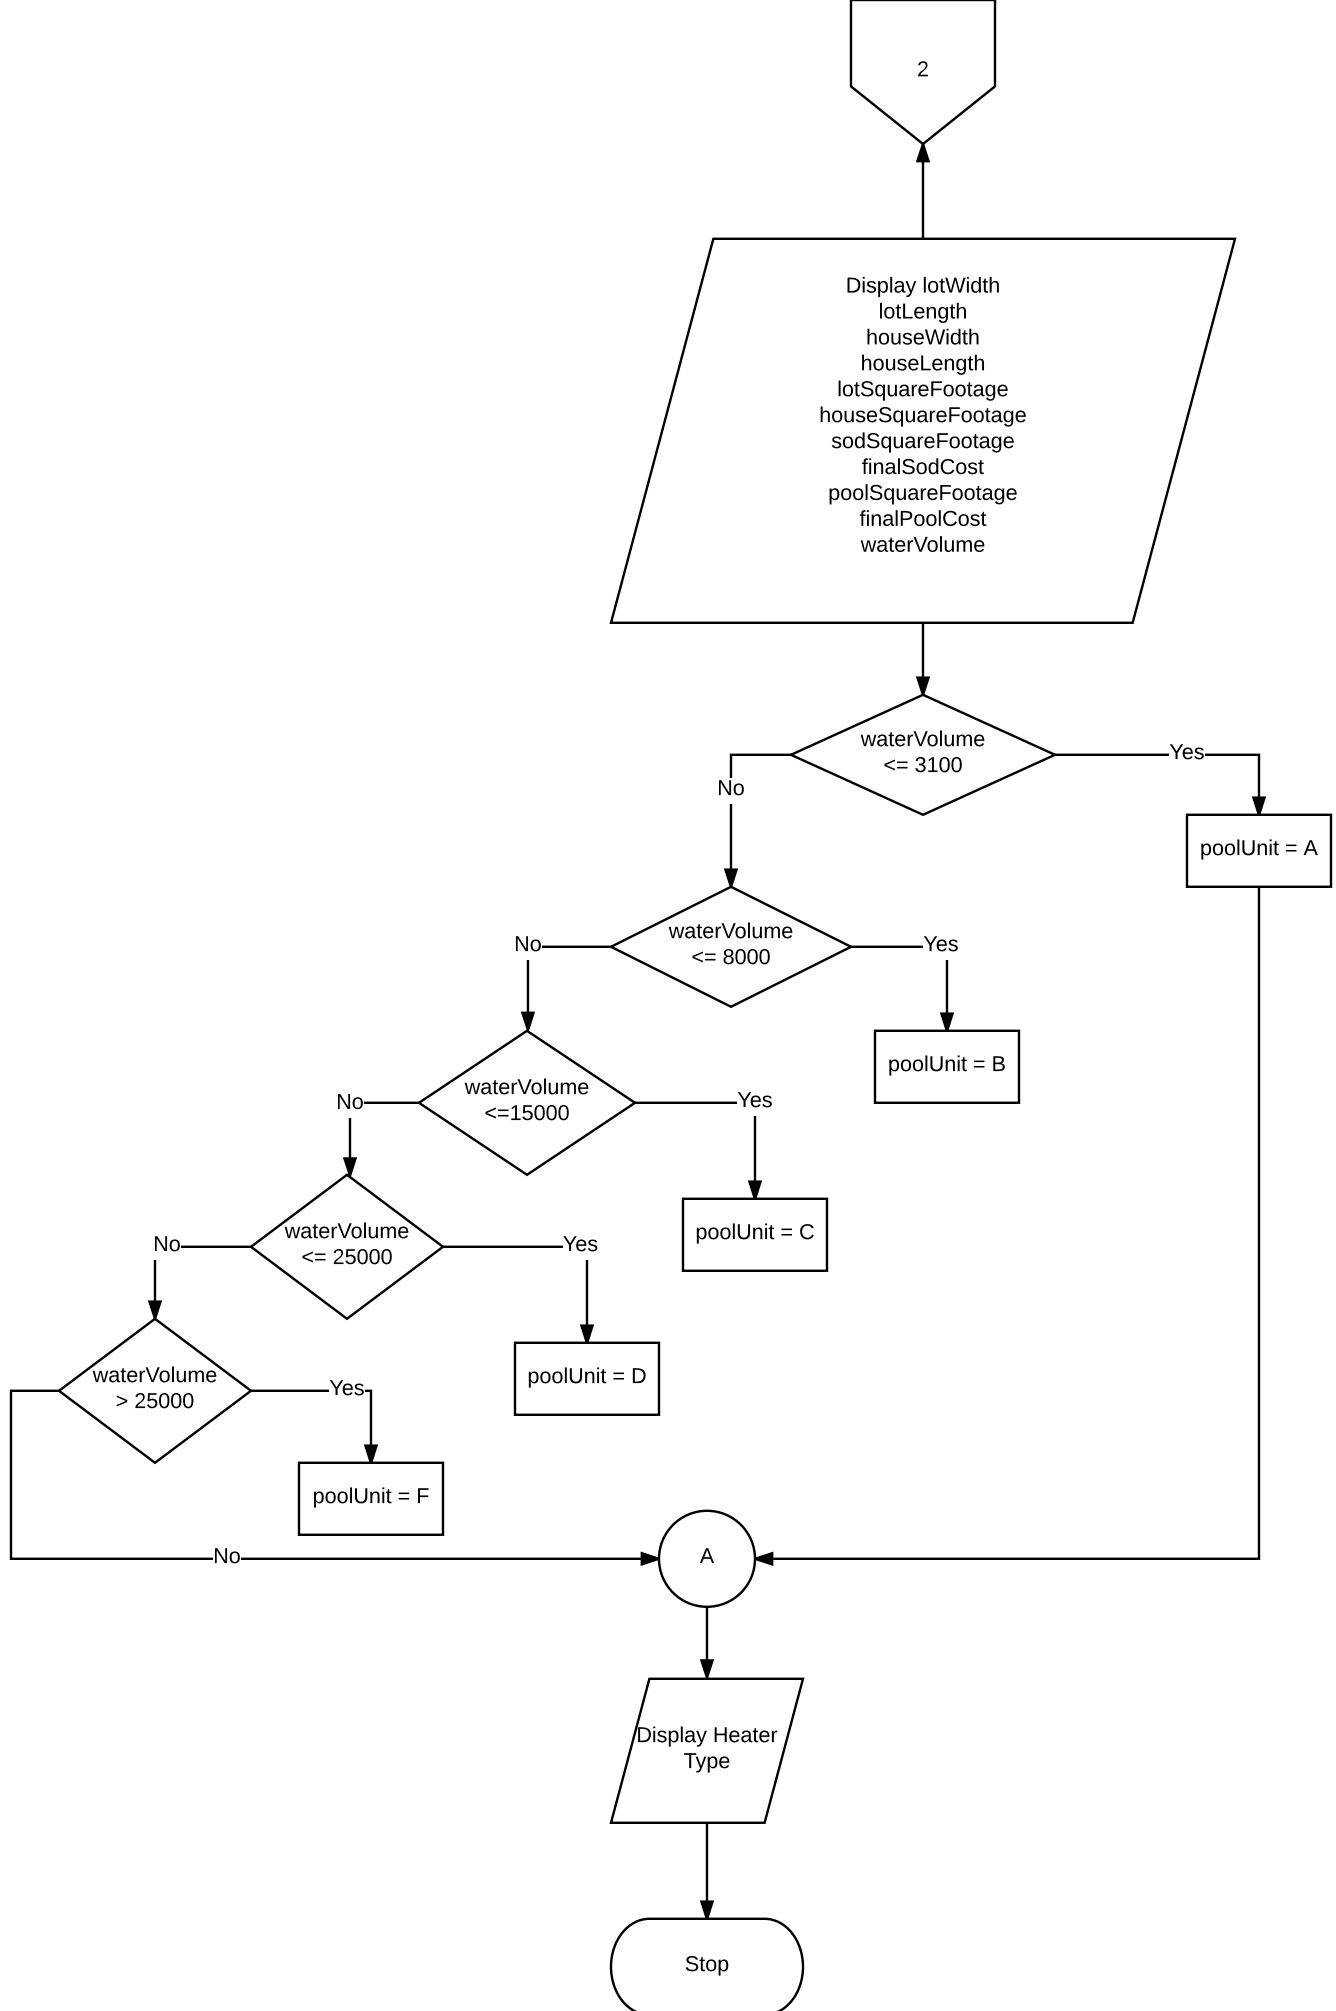 2
Display lotWidth
lotLength
houseWidth
houseLength
lotSquareFootage
houseSquareFootage
sodSquareFootage
finalSodCost
poolSquareFootage
finalPoolCost
waterVolume
waterVolume
<= 3100
Yes
No
poolUnit = A
waterVolume
<= 8000
No
Yes
poolUnit = B
waterVolume
<=15000
No
Yes
poolUnit = C
waterVolume
<= 25000
No
Yes
poolUnit = D
waterVolume
> 25000
Yes
poolUnit = F
No
A
Display Heater
Type
Stop